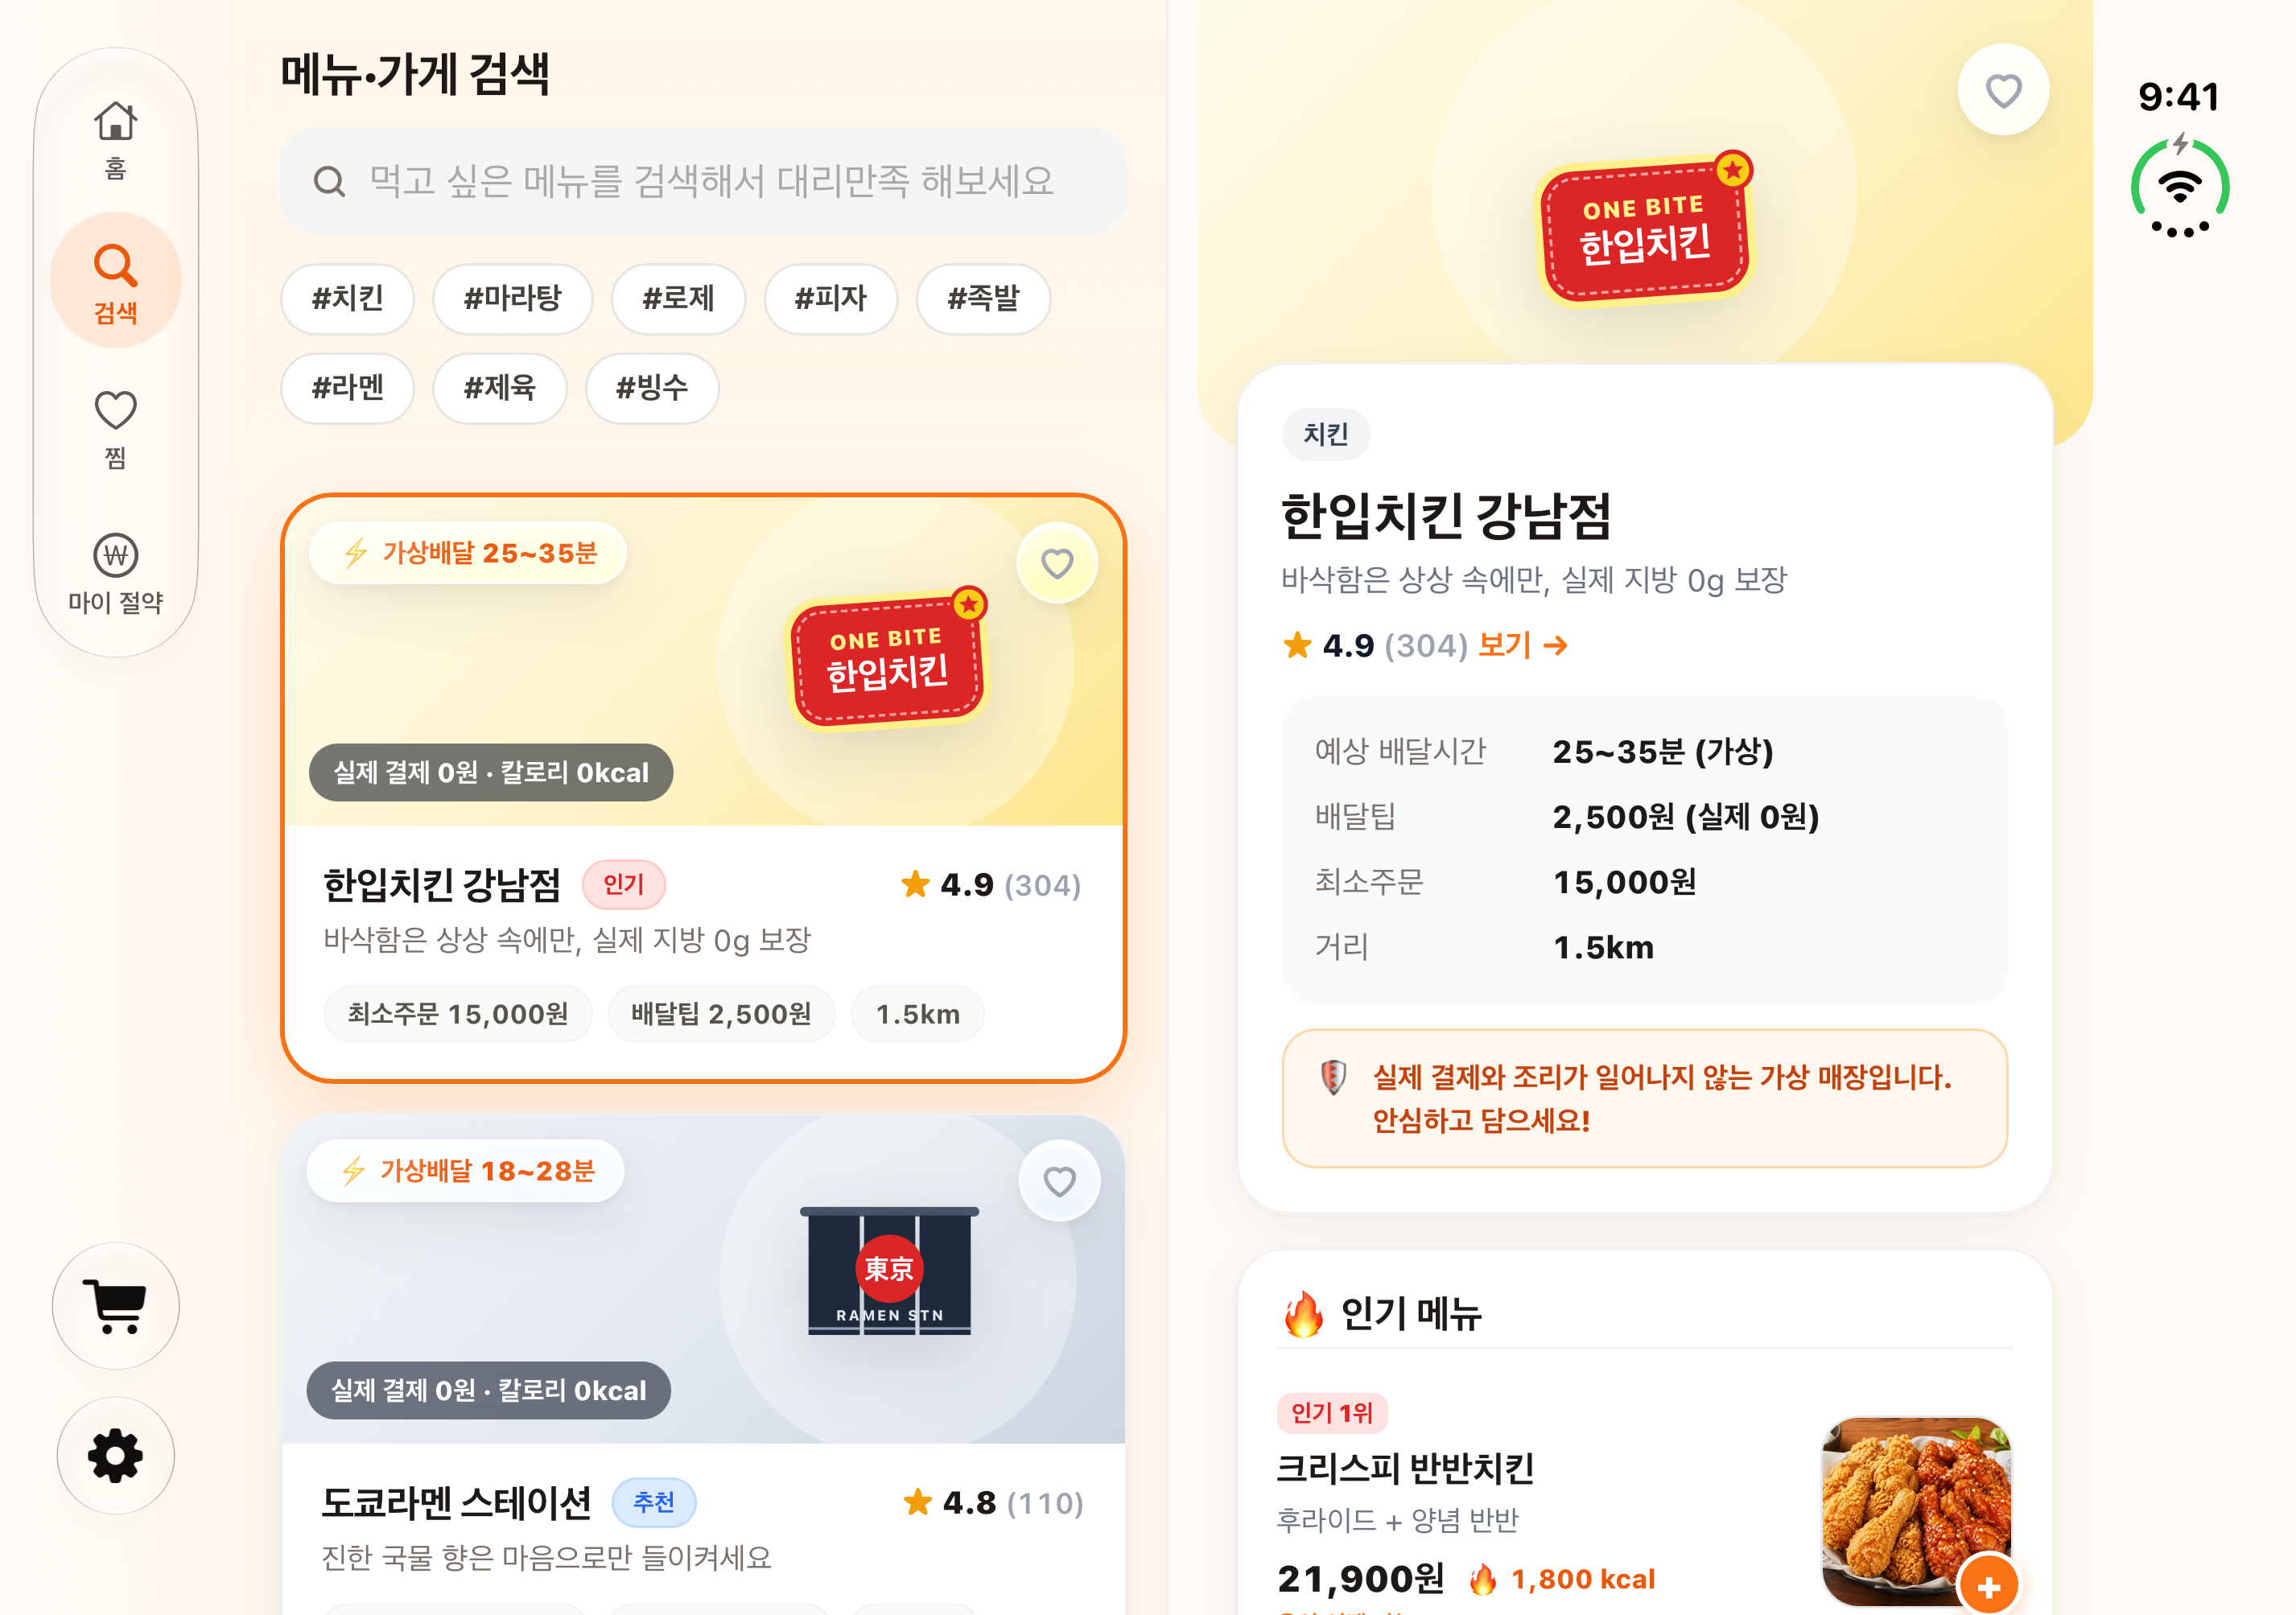 홈
검색
찜
마이 절약
메뉴•가게 검색
먹고 싶은 메뉴를 검색해서 대리만족 해보세요
#치킨
#마라탕
#로제
#피자
#족발
#라멘
#제육
#빙수
가상배달 25~35분
ONE BITE
한입치킨
실제 결제 0원 · 칼로리 0kcal
한입치킨 강남점
인기
4.9 (304)
바삭함은 상상 속에만, 실제 지방 0g 보장
최소주문 15,000원
배달팁 2,500원
1.5km
가상배달 18~28분
東京
RAMEN STN
실제 결제 0원 · 칼로리 0kcal
도쿄라멘 스테이션
추천
4.8 (110)
진한 국물 향은 마음으로만 들이켜세요
ONE BITE
한입치킨
치킨
한입치킨 강남점
바삭함은 상상 속에만, 실제 지방 0g 보장
4.9 (304) 보기 →
예상 배달시간 25~35분 (가상)
배달팁 2,500원 (실제 0원)
최소주문 15,000원
거리 1.5km
실제 결제와 조리가 일어나지 않는 가상 매장입니다.
안심하고 담으세요!
인기 메뉴
인기 1위
크리스피 반반치킨
후라이드 + 양념 반반
21,900원 1,800 kcal
9:41